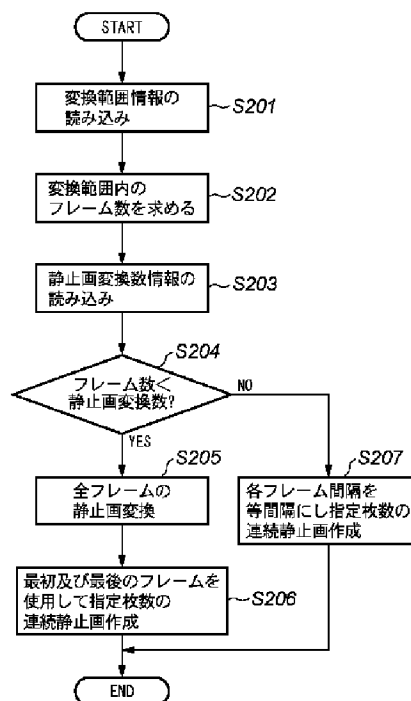 START
変換範囲情報の
読み込み
S201
変換範囲内の
フレーム数を求める
S202
静止画変換数情報の
読み込み
S203
S204
フレーム数<
静止画変換数?
NO
YES
S205
全フレームの
静止画変換
S207
各フレーム間隔を
等間隔にし指定枚数の
連続静止画作成
最初及び最後のフレームを
使用して指定枚数の
連続静止画作成
S206
END